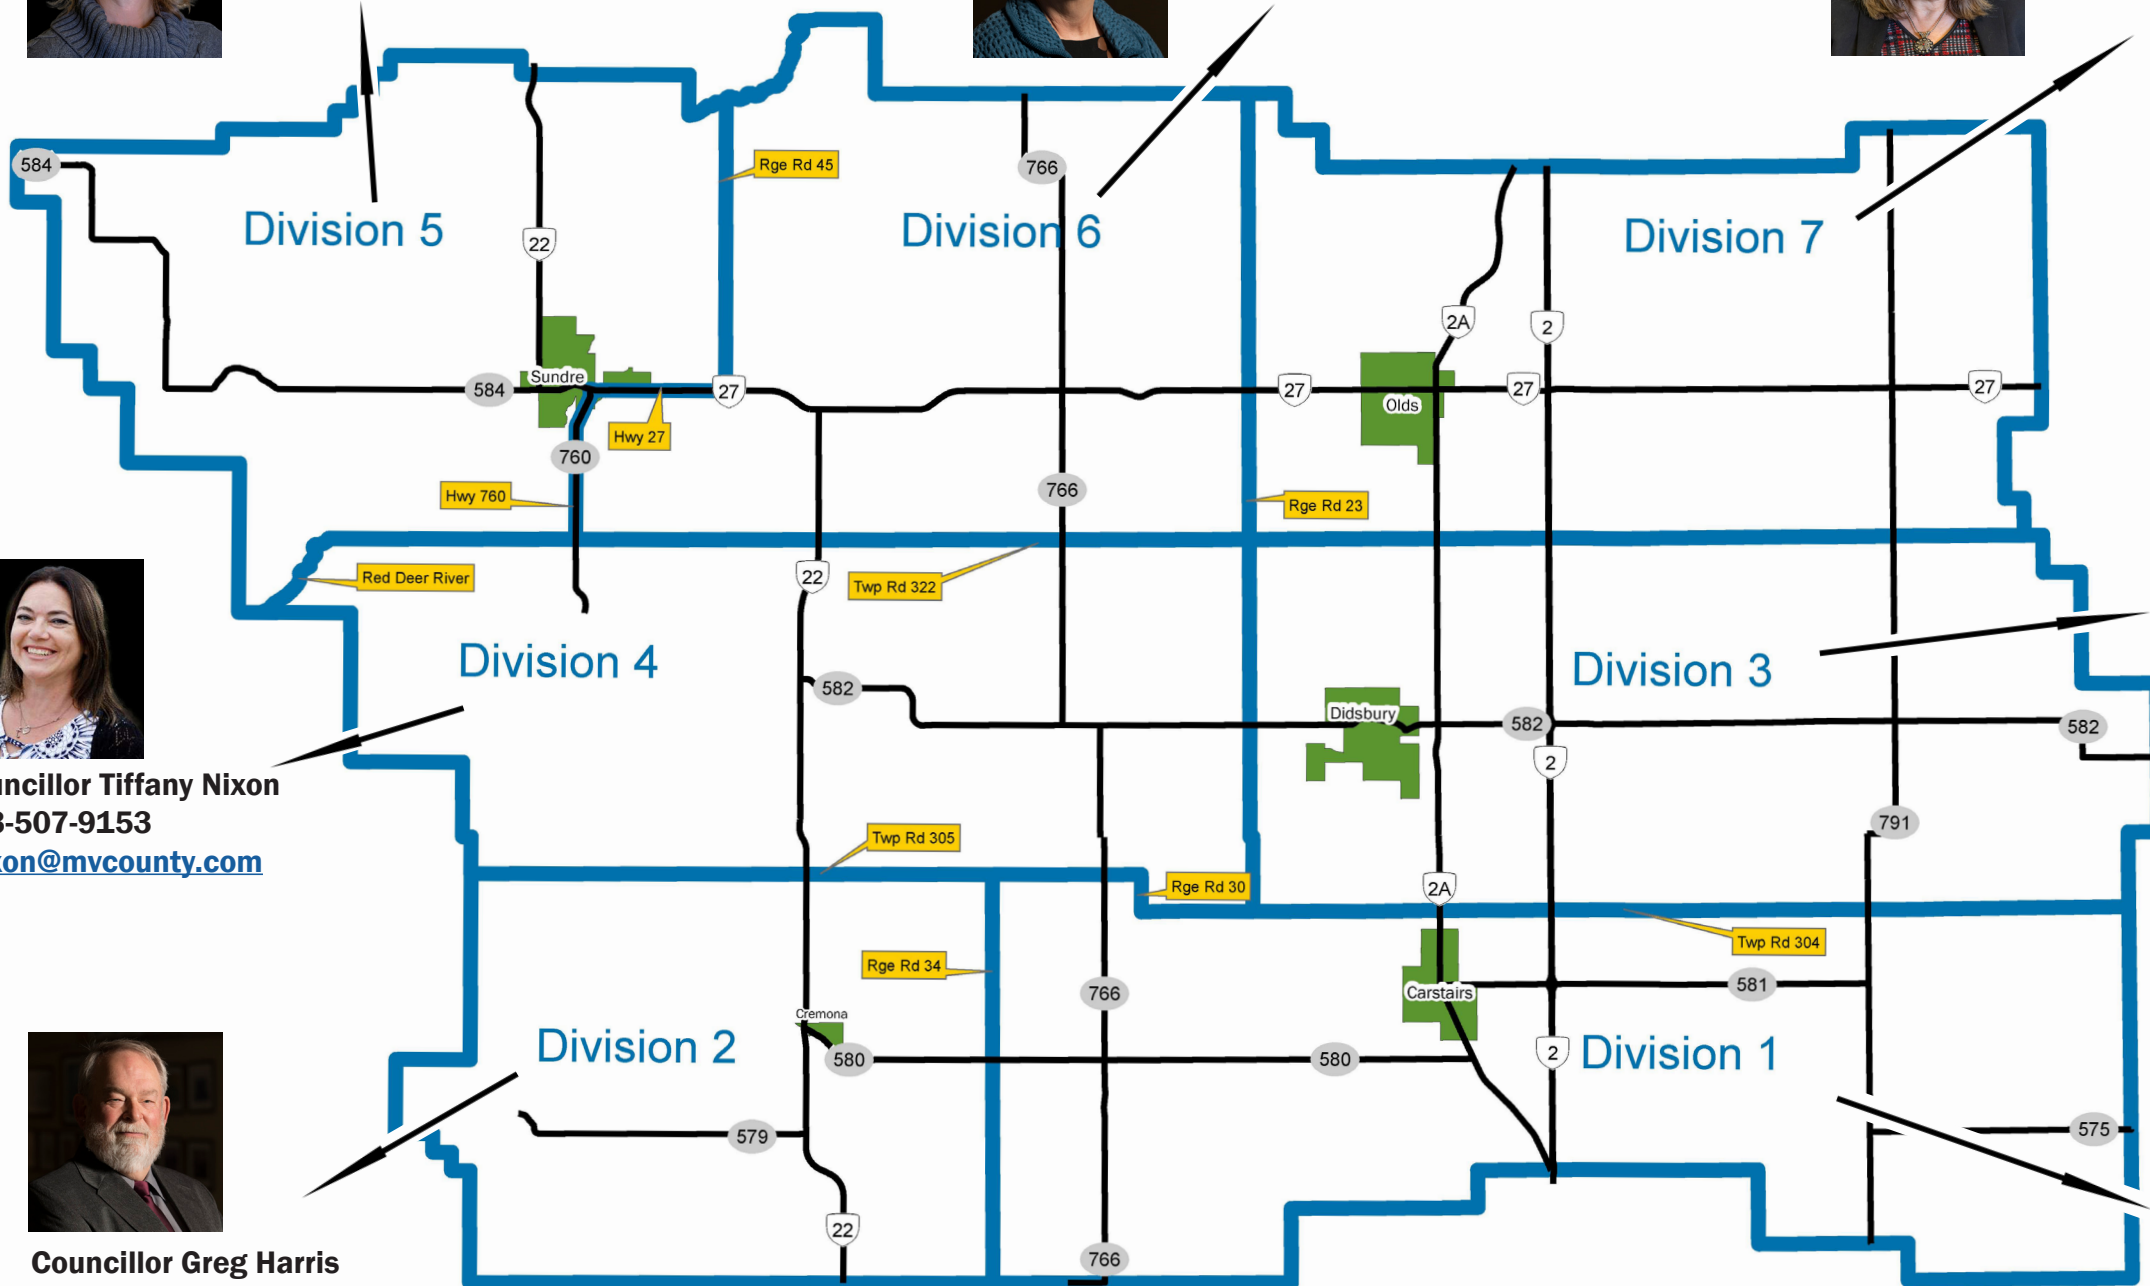 584
766
Rge Rd 45
Division 5
22
Division 6
Division 7
2A
2
Sundre
584
27
27
Olds
27
27
Hwy 27
760
766
Hwy 760
Rge Rd 23
Red Deer River
22
Twp Rd 322
Division 4
Division 3
582
Didsbury
582
582
2
uncillor Tiffany Nixon
3-507-9153
xon@mvcounty.com
Twp Rd 305
791
Rge Rd 30
2A
Twp Rd 304
Rge Rd 34
766
Carstairs
581
Cremona
Division 2
580
580
2
Division 1
579
575
22
766
Councillor Greg Harris